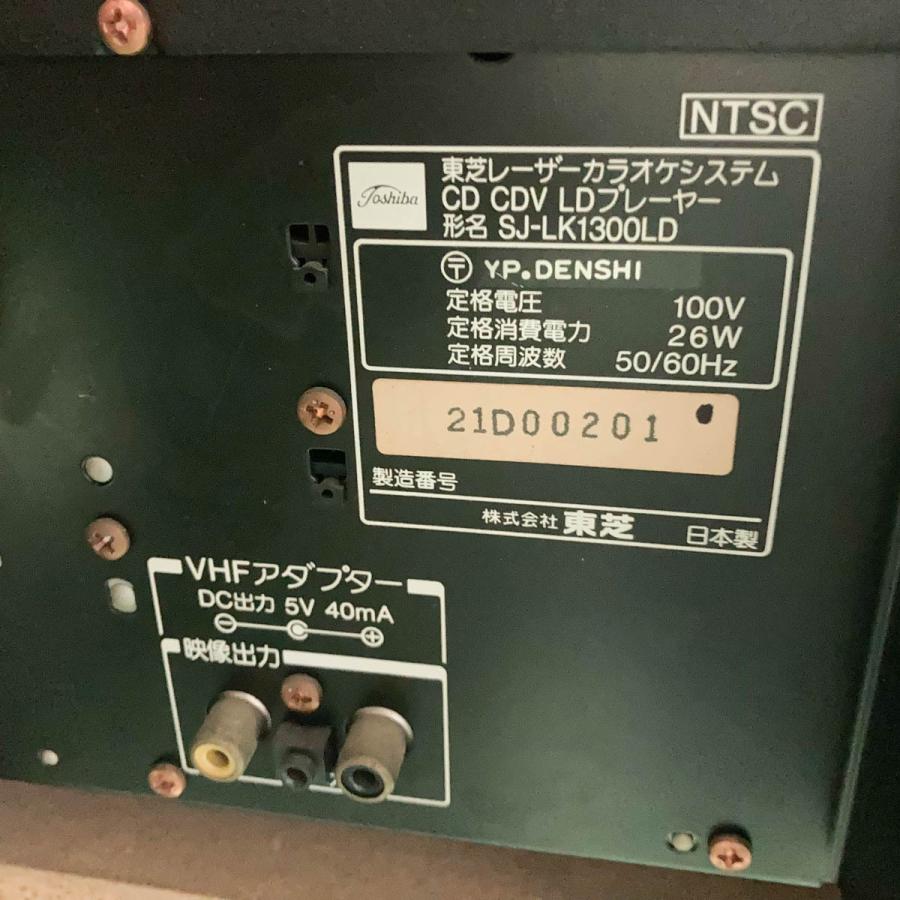 NTSC
Toshiba
東芝レーザーカラオケシステム
CD CDV LDプレーヤー
形名 SJ-LK1300LD
〒 Y.P.DENSHI
定格電圧 100V
定格消費電力 26W
定格周波数 50/60Hz
21D00201
製造番号
株式会社 東芝 日本製
VHFアダプター
DC出力 5V 40mA
映像出力